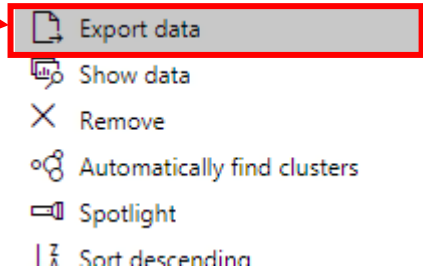 Export data
Show data
Remove
Automatically find clusters
Spotlight
Sort descending